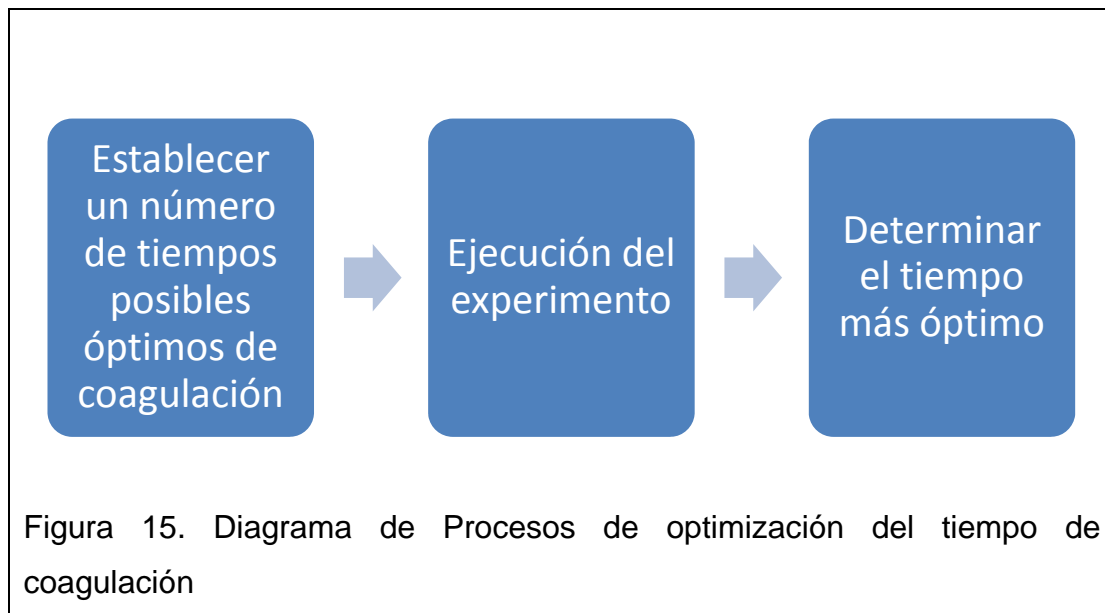 Establecer
un número
de tiempos
posibles
óptimos de
coagulación
Ejecución del
experimento
Determinar
el tiempo
más óptimo
Figura 15. Diagrama de Procesos de optimización del tiempo de
coagulación